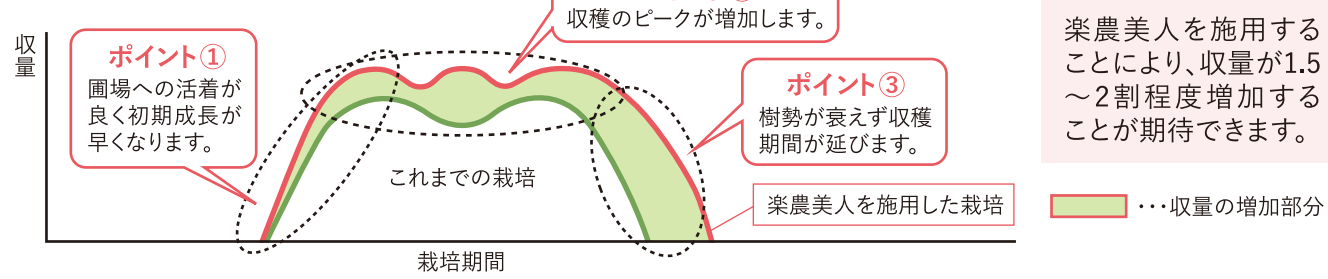 収穫のピークが増加します。
収量
ポイント①
圃場への活着が
良く初期成長が
早くなります。
ポイント③
樹勢が衰えず収穫
期間が延びます。
これまでの栽培
楽農美人を施用した栽培
栽培期間
楽農美人を施用する
ことにより、収量が1.5
～2割程度増加する
ことが期待できます。
･･･収量の増加部分